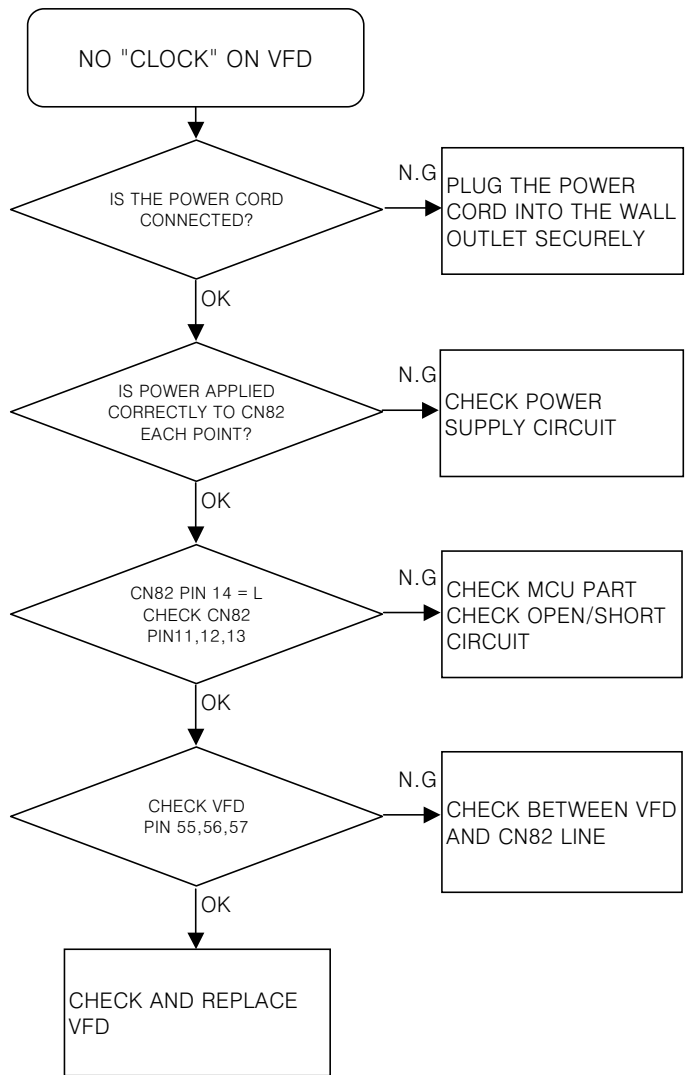 NO "CLOCK" ON VFD
IS THE POWER CORD
CONNECTED?
N.G
PLUG THE POWER
CORD INTO THE WALL
OUTLET SECURELY
OK
IS POWER APPLIED
CORRECTLY TO CN82
EACH POINT?
N.G
CHECK POWER
SUPPLY CIRCUIT
OK
CN82 PIN 14 = L
CHECK CN82
PIN11,12,13
N.G
CHECK MCU PART
CHECK OPEN/SHORT
CIRCUIT
OK
CHECK VFD
PIN 55,56,57
N.G
CHECK BETWEEN VFD
AND CN82 LINE
OK
CHECK AND REPLACE
VFD